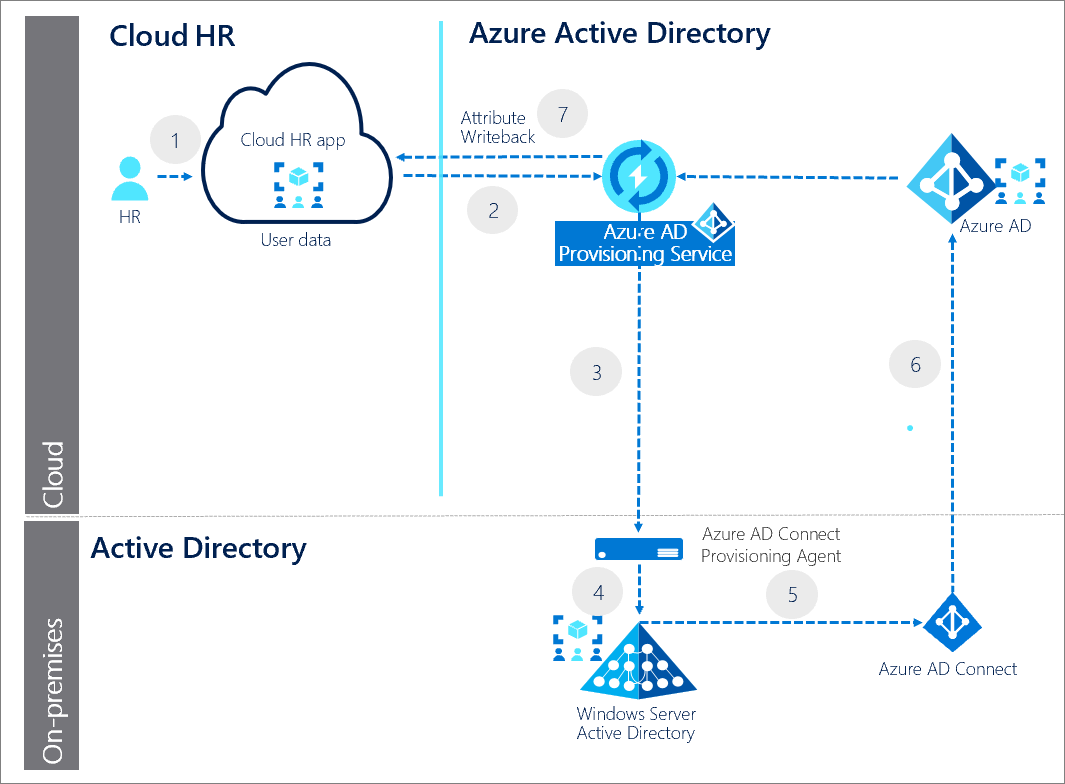 Cloud HR
Azure Active Directory
1
HR
Cloud HR app
User data
Attribute
Writeback
7
2
Azure AD
Provisioning Service
Azure AD
3
6
Cloud
On-premises
Active Directory
Azure AD Connect
Provisioning Agent
4
5
Windows Server
Active Directory
Azure AD Connect